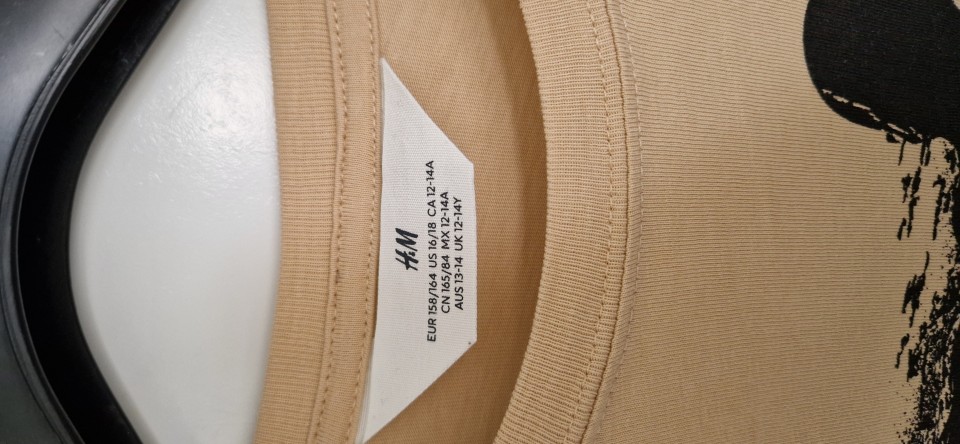 H&M
EUR 158/164 US 16/18 CA 12-14A
CN 165/84 MX 12-14A
AUS 13-14 UK 12-14Y